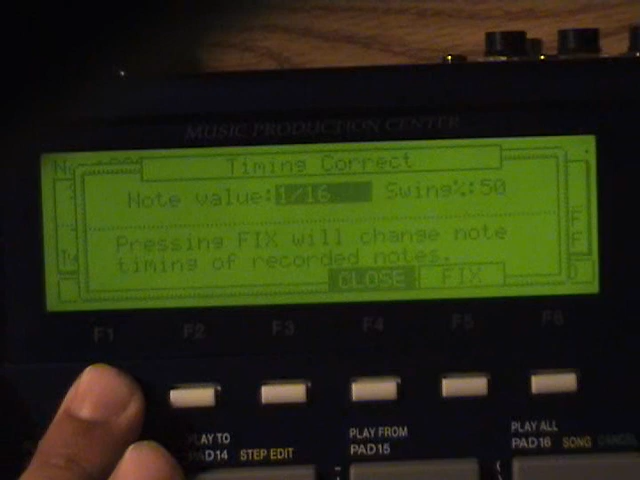 MUSIC PRODUCTION CENTER
Timing Correct
Note value:1/16 Swing%:50
Pressing FIX will change note
timing of recorded notes.
CLOSE FIX
F1 F2 F3 F4 F5 F6
PLAY TO PLAY FROM PLAY ALL
PAD14 STEP EDIT PAD15 PAD16 SONG CANCEL